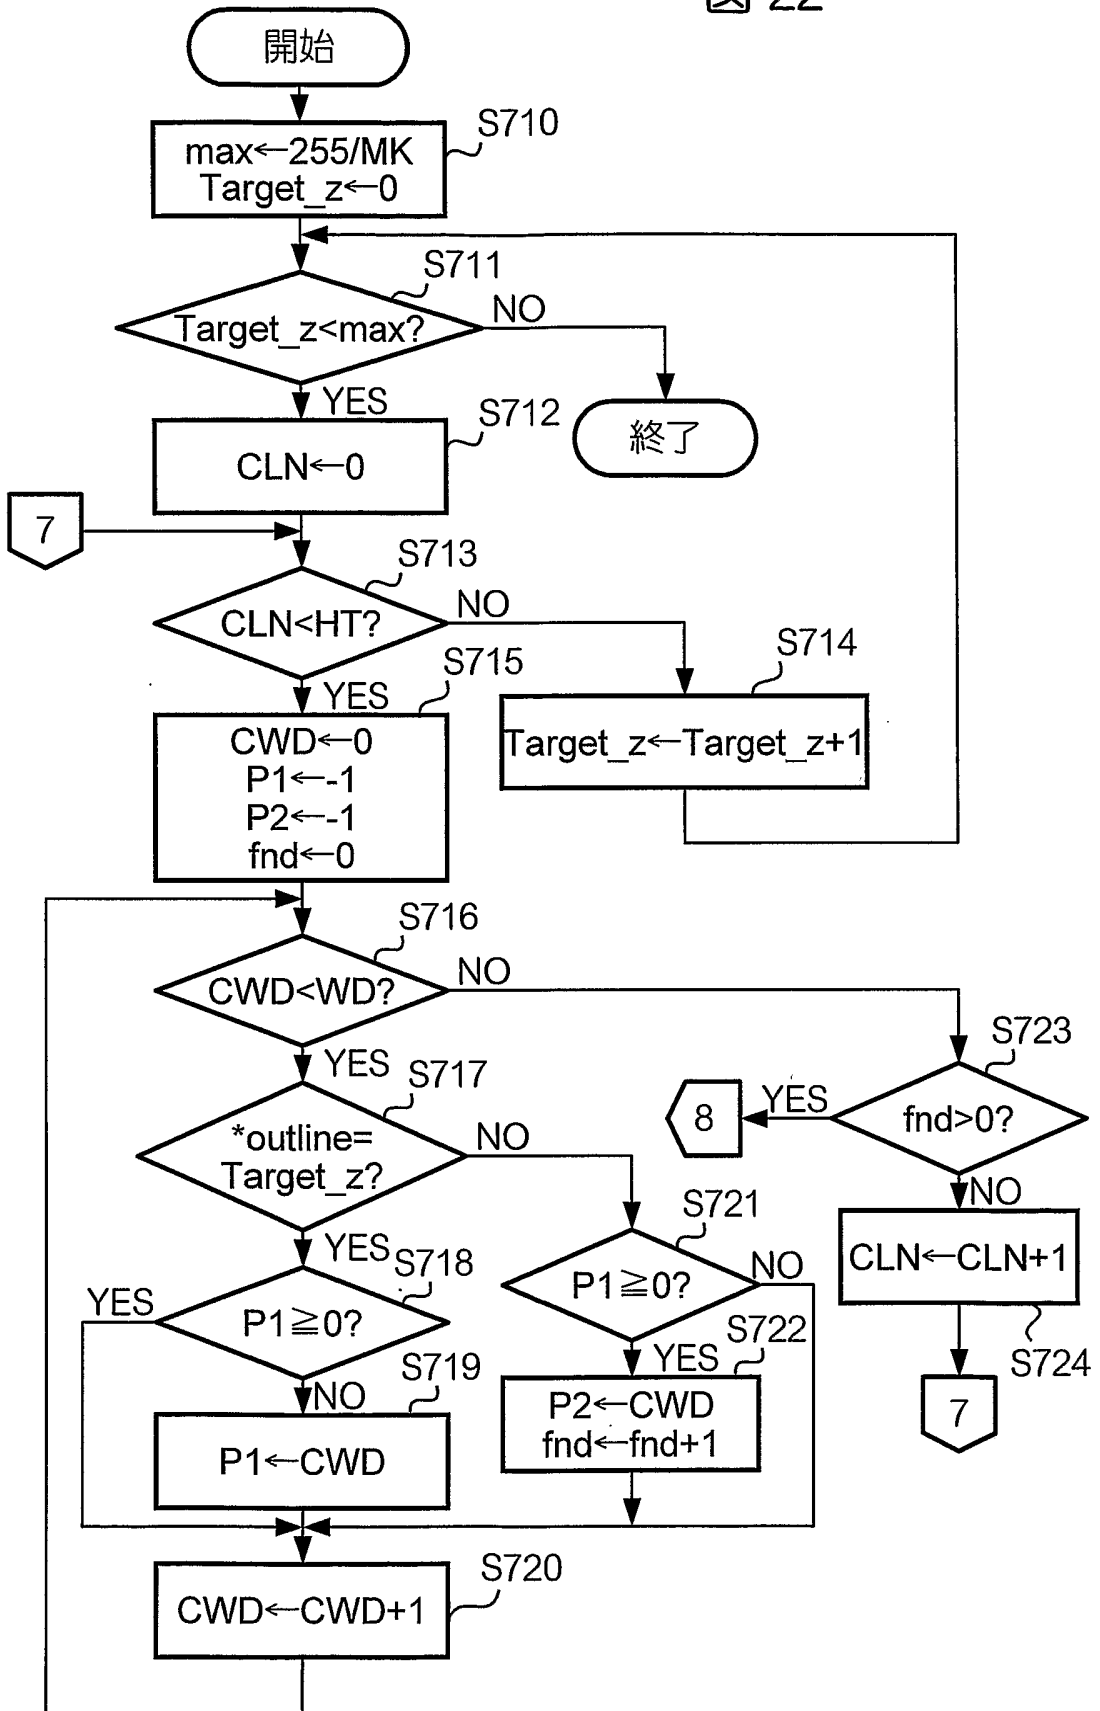 図 22
開始
S710
max←255/MK
Target_z←0
S711
Target_z<max?
NO
YES
S712
CLN←0
終了
7
S713
CLN<HT?
NO
YES
S714
Target_z←Target_z+1
S715
CWD←0
P1←-1
P2←-1
fnd←0
S716
CWD<WD?
NO
YES
S717
*outline=
Target_z?
NO
YES
S723
fnd>0?
YES
8
NO
S718
P1≧0?
YES
NO
S721
P1≧0?
NO
YES
CLN←CLN+1
S724
7
S719
P1←CWD
S722
P2←CWD
fnd←fnd+1
S720
CWD←CWD+1